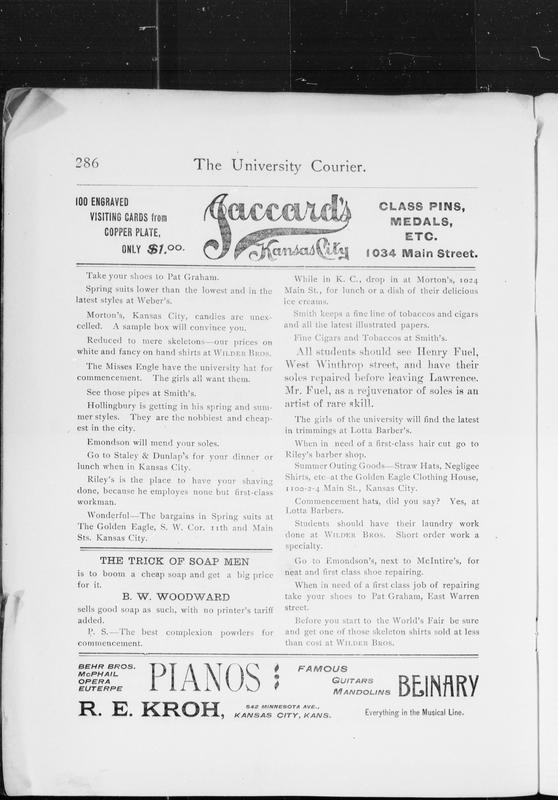 286
The University Courier.
100 ENGRAVED
VISITING CARDS from
COPPER PLATE,
ONLY $1.00.
Jaccard's
Kansas City
CLASS PINS,
MEDALS,
ETC.
1034 Main Street.
Take your shoes to Pat Graham.
Spring suits lower than the lowest and in the
latest styles at Weber's.
Morton's, Kansas City, candies are unex-
celled. A sample box will convince you.
Reduced to mere skeletons—our prices on
white and fancy on hand shirts at WILDER BROS.
The Misses Engle have the university hat for
commencement. The girls all want them.
See those pipes at Smith's.
Hollingbury is getting in his spring and sum-
mer styles. They are the nobbiest and cheap-
est in the city.
Emondson will mend your soles.
Go to Staley & Dunlap's for your dinner or
lunch when in Kansas City.
Riley's is the place to have your shaving
done, because he employes none but first-class
workman.
Wonderful—The bargains in Spring suits at
The Golden Eagle, S. W. Cor. 11th and Main
Sts. Kansas City.
THE TRICK OF SOAP MEN
is to boom a cheap soap and get a big price
for it.
B. W. WOODWARD
sells good soap as such, with no printer's tariff
added.
P. S.—The best complexion powders for
commencement.
While in K. C., drop in at Morton's, 1024
Main St., for lunch or a dish of their delicious
ice creams.
Smith keeps a fine line of tobaccos and cigars
and all the latest illustrated papers.
Fine Cigars and Tobaccos at Smith's.
All students should see Henry Fuel,
West Winthrop street, and have their
soles repaired before leaving Lawrence.
Mr. Fuel, as a rejuvenator of soles is an
artist of rare skill.
The girls of the university will find the latest
in trimmings at Lotta Barber's.
When in need of a first-class hair cut go to
Riley's barber shop.
Summer Outing Goods—Straw Hats, Negligee
Shirts, etc—at the Golden Eagle Clothing House,
1100-2-4 Main St., Kansas City.
Commencement hats, did you say? Yes, at
Lotta Barbers.
Students should have their laundry work
done at WILDER BROS. Short order work a
specialty.
Go to Emondson's, next to McIntire's, for
neat and first class shoe repairing.
When in need of a first class job of repairing
take your shoes to Pat Graham, East Warren
street.
Before you start to the World's Fair be sure
and get one of those skeleton shirts sold at less
than cost at WILDER BROS.
BEHR BROS.
McPHAIL
OPERA
EUTERPE
PIANOS
FAMOUS
GUITARS
MANDOLINS
BEINARY
R. E. KROH,
542 MINNESOTA AVE.,
KANSAS CITY, KANS.
Everything in the Musical Line.